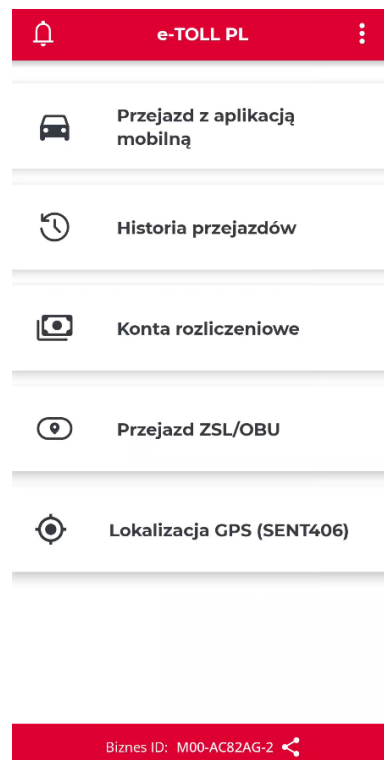 e-TOLL PL
Przejazd z aplikacją
mobilną
Historia przejazdów
Konta rozliczeniowe
Przejazd ZSL/OBU
Lokalizacja GPS (SENT406)
Biznes ID: M00-AC82AG-2